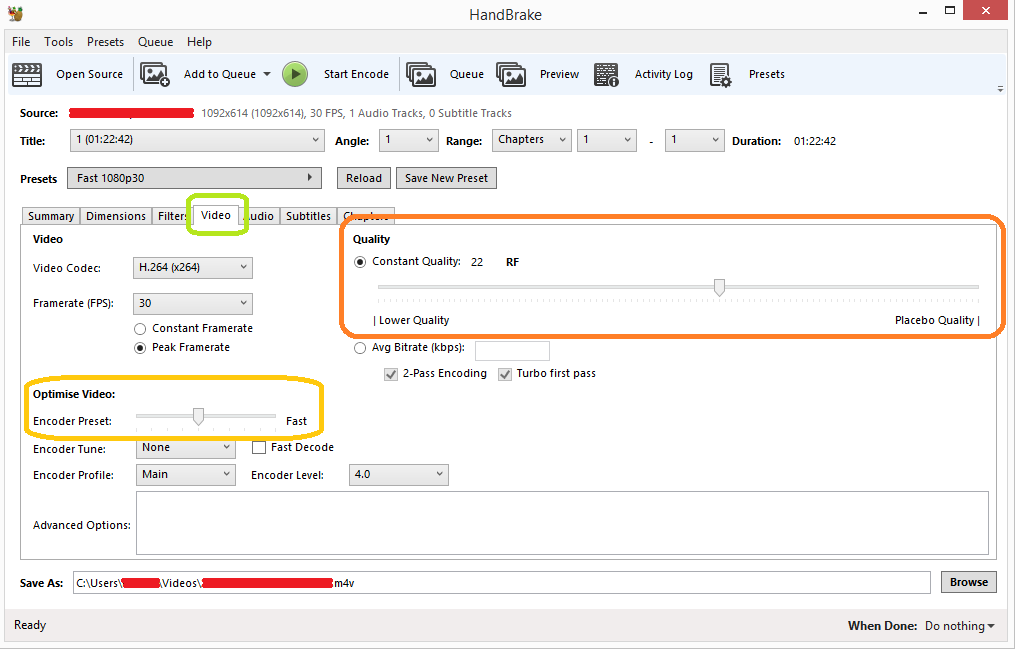 HandBrake
File Tools Presets Queue Help
Open Source Add to Queue Start Encode Queue Preview Activity Log Presets
Source: 1092x614 (1092x614), 30 FPS, 1 Audio Tracks, 0 Subtitle Tracks
Title: 1 (01:22:42) Angle: 1 Range: Chapters 1 - 1 Duration: 01:22:42
Presets Fast 1080p30 Reload Save New Preset
Summary Dimensions Filters Video Audio Subtitles Chapters
Video
Video Codec: H.264 (x264)
Framerate (FPS): 30
Constant Framerate
Peak Framerate
Quality
Constant Quality: 22 RF
| Lower Quality Placebo Quality |
Avg Bitrate (kbps):
2-Pass Encoding Turbo first pass
Optimise Video:
Encoder Preset: Fast
Encoder Tune: None Fast Decode
Encoder Profile: Main Encoder Level: 4.0
Advanced Options:
Save As: C:\Users\ \Videos\ .m4v Browse
Ready When Done: Do nothing